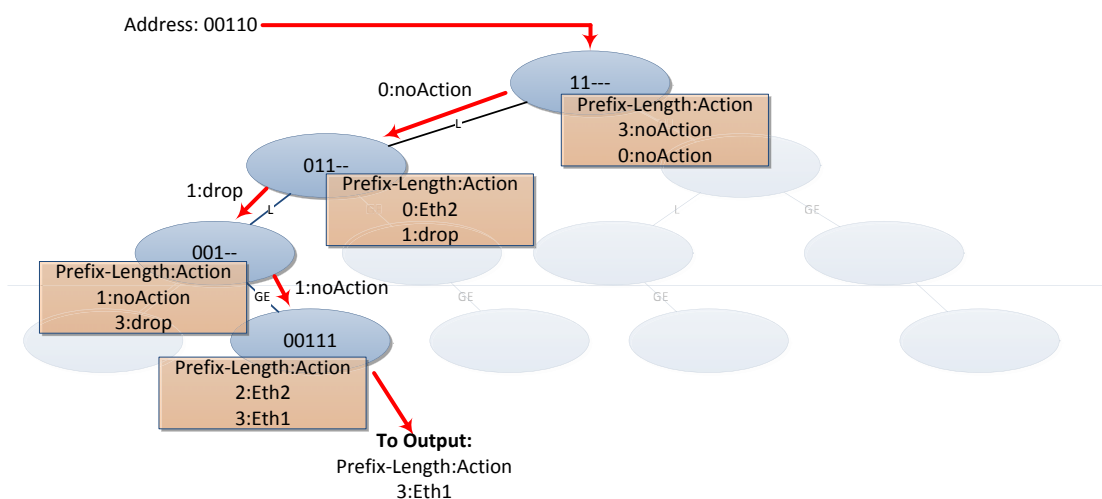 Address: 00110
11---
0:noAction
Prefix-Length:Action
3:noAction
0:noAction
L
011--
Prefix-Length:Action
0:Eth2
1:drop
1:drop
L
L
GE
001--
Prefix-Length:Action
1:noAction
3:drop
1:noAction
GE
GE
GE
00111
Prefix-Length:Action
2:Eth2
3:Eth1
To Output:
Prefix-Length:Action
3:Eth1